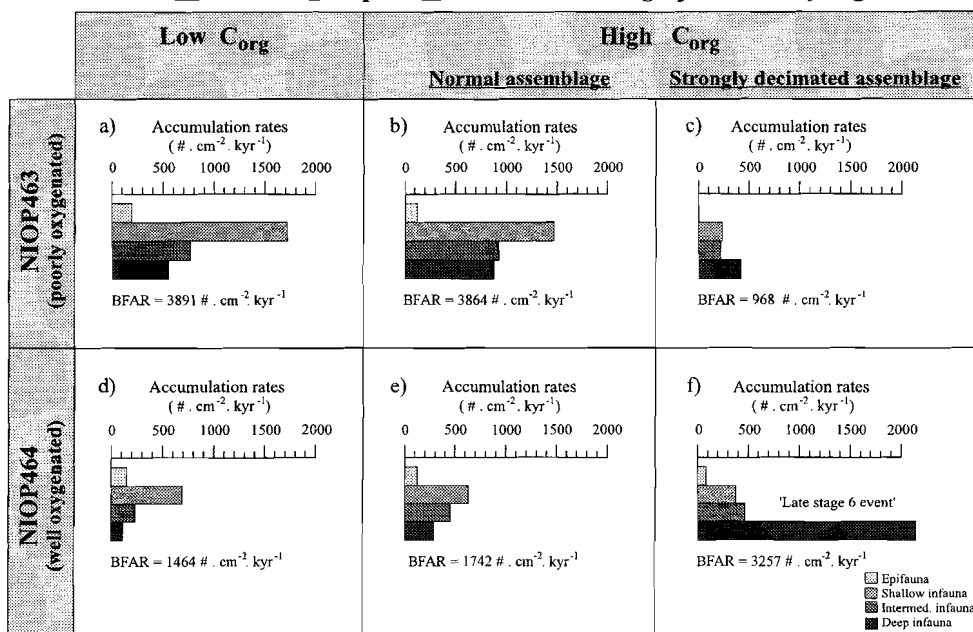 Low C_org
High C_org
Normal assemblage
Strongly decimated assemblage
NIOP463
(poorly oxygenated)
a)
Accumulation rates
( # . cm⁻². kyr⁻¹)
0 500 1000 1500 2000
BFAR = 3891 # . cm⁻². kyr⁻¹
b)
Accumulation rates
( # . cm⁻². kyr⁻¹)
0 500 1000 1500 2000
BFAR = 3864 # . cm⁻². kyr⁻¹
c)
Accumulation rates
( # . cm⁻². kyr⁻¹)
0 500 1000 1500 2000
BFAR = 968 # . cm⁻². kyr⁻¹
NIOP464
(well oxygenated)
d)
Accumulation rates
( # . cm⁻². kyr⁻¹)
0 500 1000 1500 2000
BFAR = 1464 # . cm⁻². kyr⁻¹
e)
Accumulation rates
( # . cm⁻². kyr⁻¹)
0 500 1000 1500 2000
BFAR = 1742 # . cm⁻². kyr⁻¹
f)
Accumulation rates
( # . cm⁻². kyr⁻¹)
0 500 1000 1500 2000
'Late stage 6 event'
BFAR = 3257 # . cm⁻². kyr⁻¹
Epifauna
Shallow infauna
Intermed. infauna
Deep infauna